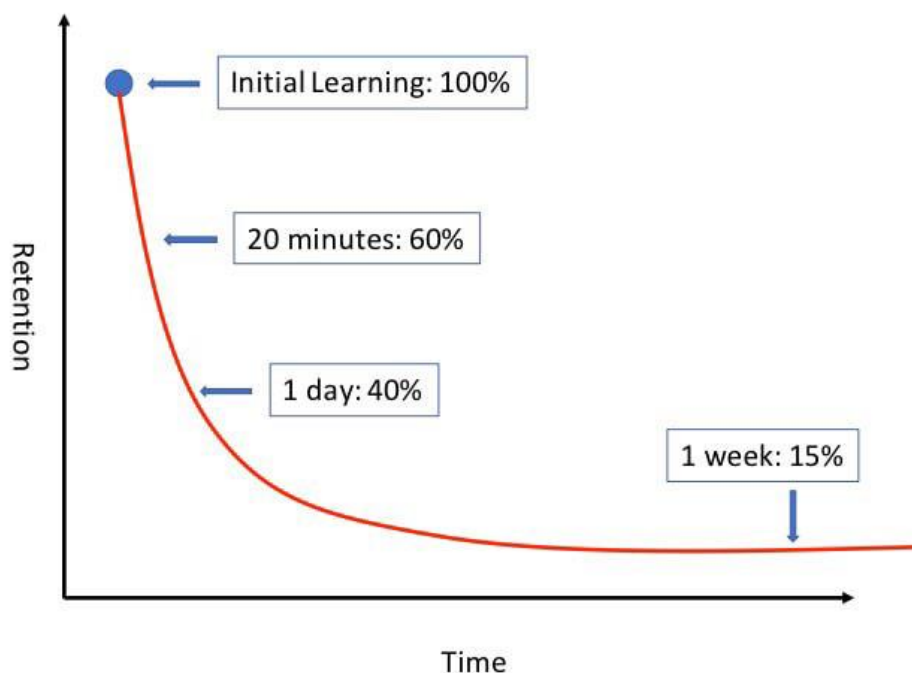 Initial Learning: 100%
20 minutes: 60%
Retention
1 day: 40%
1 week: 15%
Time